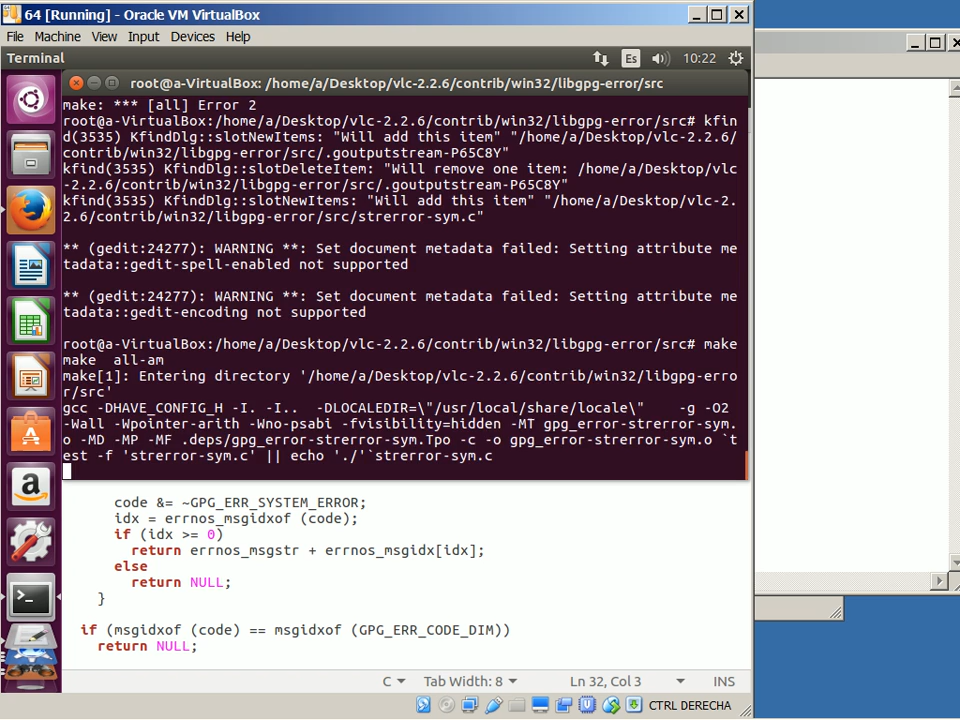 64 [Running] - Oracle VM VirtualBox
File Machine View Input Devices Help
Terminal
Es
10:22
root@a-VirtualBox: /home/a/Desktop/vlc-2.2.6/contrib/win32/libgpg-error/src
make: *** [all] Error 2
root@a-VirtualBox:/home/a/Desktop/vlc-2.2.6/contrib/win32/libgpg-error/src# kfin
d(3535) KfindDlg::slotNewItems: "Will add this item" "/home/a/Desktop/vlc-2.2.6/
contrib/win32/libgpg-error/src/.goutputstream-P65C8Y"
kfind(3535) KfindDlg::slotDeleteItem: "Will remove one item: /home/a/Desktop/vlc
-2.2.6/contrib/win32/libgpg-error/src/.goutputstream-P65C8Y"
kfind(3535) KfindDlg::slotNewItems: "Will add this item" "/home/a/Desktop/vlc-2.
2.6/contrib/win32/libgpg-error/src/strerror-sym.c"
** (gedit:24277): WARNING **: Set document metadata failed: Setting attribute me
tadata::gedit-spell-enabled not supported
** (gedit:24277): WARNING **: Set document metadata failed: Setting attribute me
tadata::gedit-encoding not supported
root@a-VirtualBox:/home/a/Desktop/vlc-2.2.6/contrib/win32/libgpg-error/src# make
make  all-am
make[1]: Entering directory '/home/a/Desktop/vlc-2.2.6/contrib/win32/libgpg-erro
r/src'
gcc -DHAVE_CONFIG_H -I. -I..  -DLOCALEDIR=\"/usr/local/share/locale\"    -g -O2
-Wall -Wpointer-arith -Wno-psabi -fvisibility=hidden -MT gpg_error-strerror-sym.
o -MD -MP -MF .deps/gpg_error-strerror-sym.Tpo -c -o gpg_error-strerror-sym.o `t
est -f 'strerror-sym.c' || echo './'`strerror-sym.c
code &= ~GPG_ERR_SYSTEM_ERROR;
idx = errnos_msgidxof (code);
if (idx >= 0)
return errnos_msgstr + errnos_msgidx[idx];
else
return NULL;
}
if (msgidxof (code) == msgidxof (GPG_ERR_CODE_DIM))
return NULL;
C Tab Width: 8 Ln 32, Col 3 INS
CTRL DERECHA